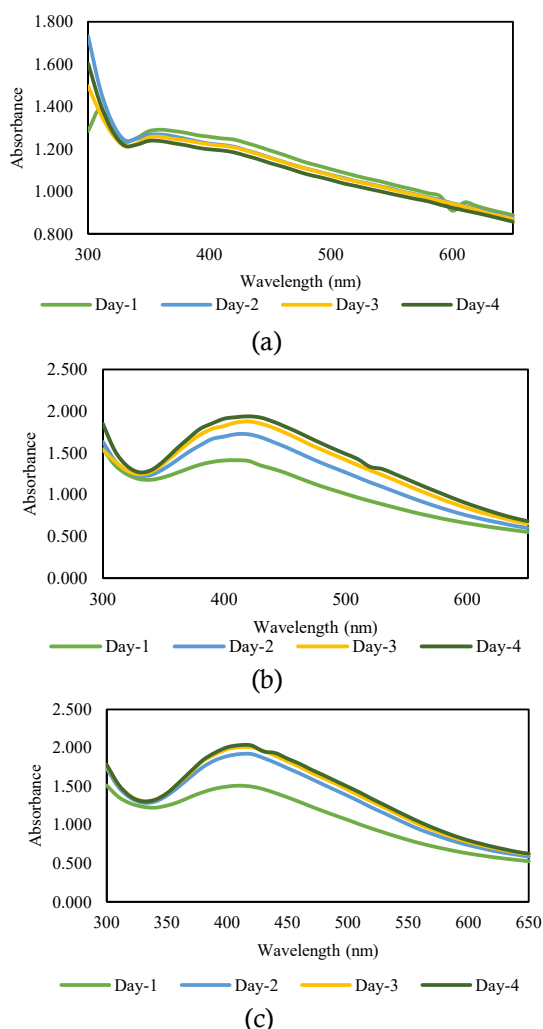 1.800
1.600
1.400
1.200
1.000
0.800
Absorbance
300 400 500 600
Wavelength (nm)
Day-1 Day-2 Day-3 Day-4
(a)
2.500
2.000
1.500
1.000
0.500
0.000
Absorbance
300 400 500 600
Wavelength (nm)
Day-1 Day-2 Day-3 Day-4
(b)
2.500
2.000
1.500
1.000
0.500
0.000
Absorbance
300 350 400 450 500 550 600 650
Wavelength (nm)
Day-1 Day-2 Day-3 Day-4
(c)